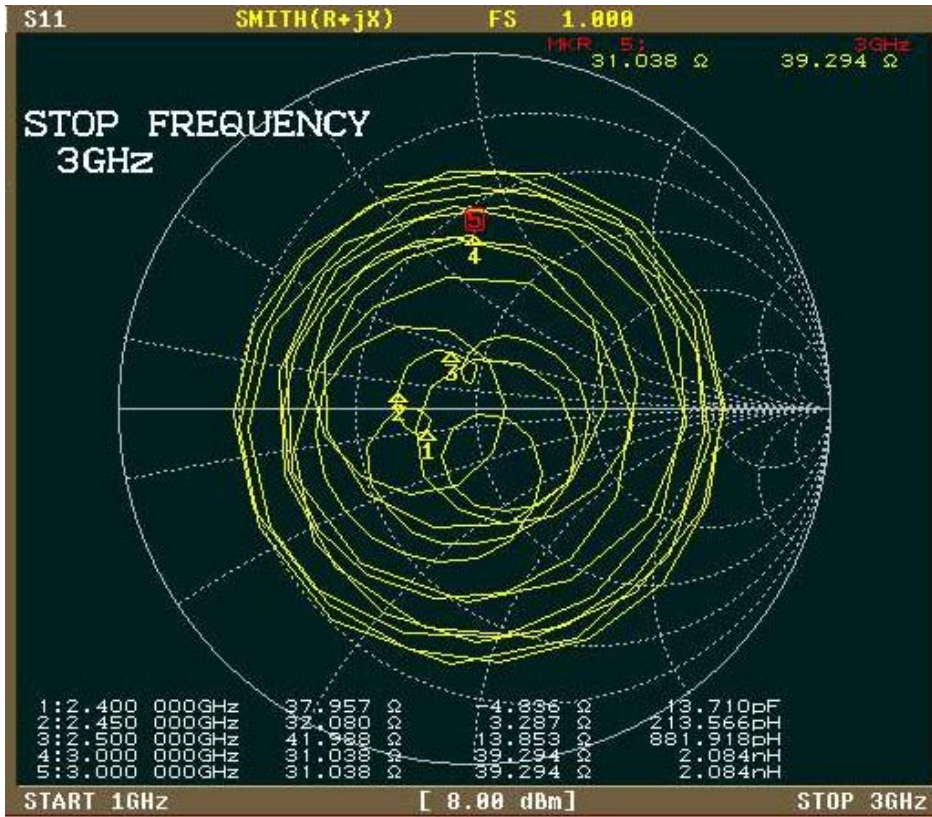 S11 SMITH(R+jX) FS 1.000
MKR 5: 3GHz
31.038 Ω 39.294 Ω
STOP FREQUENCY
3GHz
5
4
3
2
1
1:2.400 000GHz 37.957 Ω -4.836 Ω 13.710pF
2:2.450 000GHz 32.080 Ω 3.287 Ω 213.566pH
3:2.500 000GHz 41.988 Ω 13.853 Ω 881.918pH
4:3.000 000GHz 31.038 Ω 39.294 Ω 2.084nH
5:3.000 000GHz 31.038 Ω 39.294 Ω 2.084nH
START 1GHz [ 8.00 dBm] STOP 3GHz